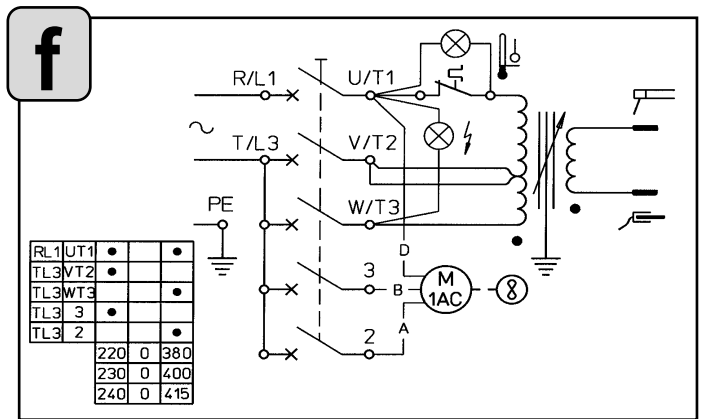 f
R/L1 U/T1
T/L3 V/T2
PE W/T3
D
3 B M
1AC
A
2
RL1 UT1 ● ●
TL3 VT2 ●
TL3 WT3 ●
TL3 3 ●
TL3 2 ●
220 0 380
230 0 400
240 0 415